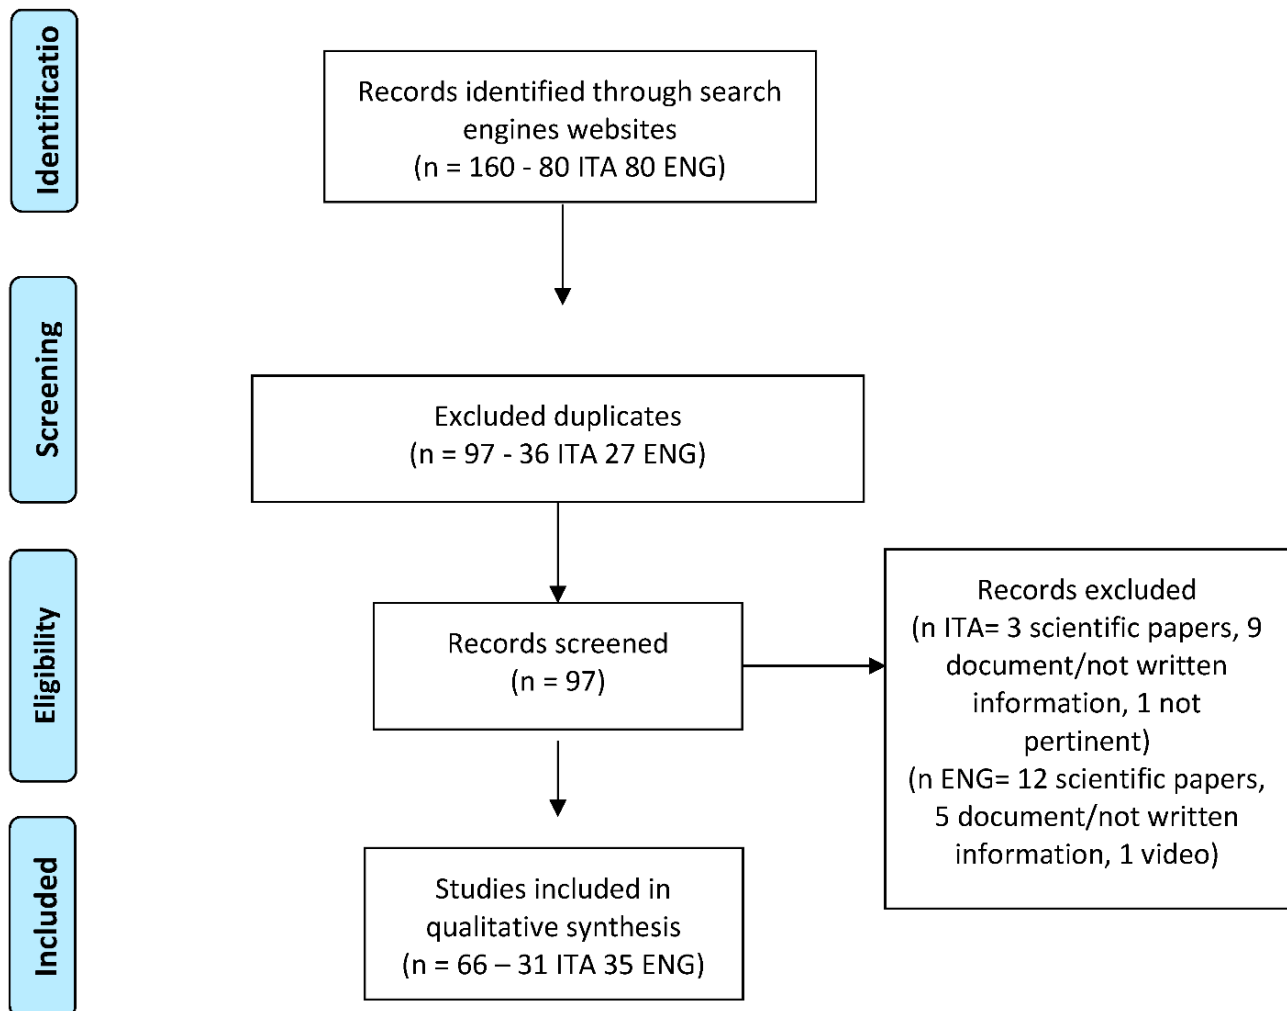 Identificatio
Records identified through search
engines websites
(n = 160 - 80 ITA 80 ENG)
Screening
Excluded duplicates
(n = 97 - 36 ITA 27 ENG)
Eligibility
Records screened
(n = 97)
Records excluded
(n ITA= 3 scientific papers, 9
document/not written
information, 1 not
pertinent)
(n ENG= 12 scientific papers,
5 document/not written
information, 1 video)
Included
Studies included in
qualitative synthesis
(n = 66 – 31 ITA 35 ENG)